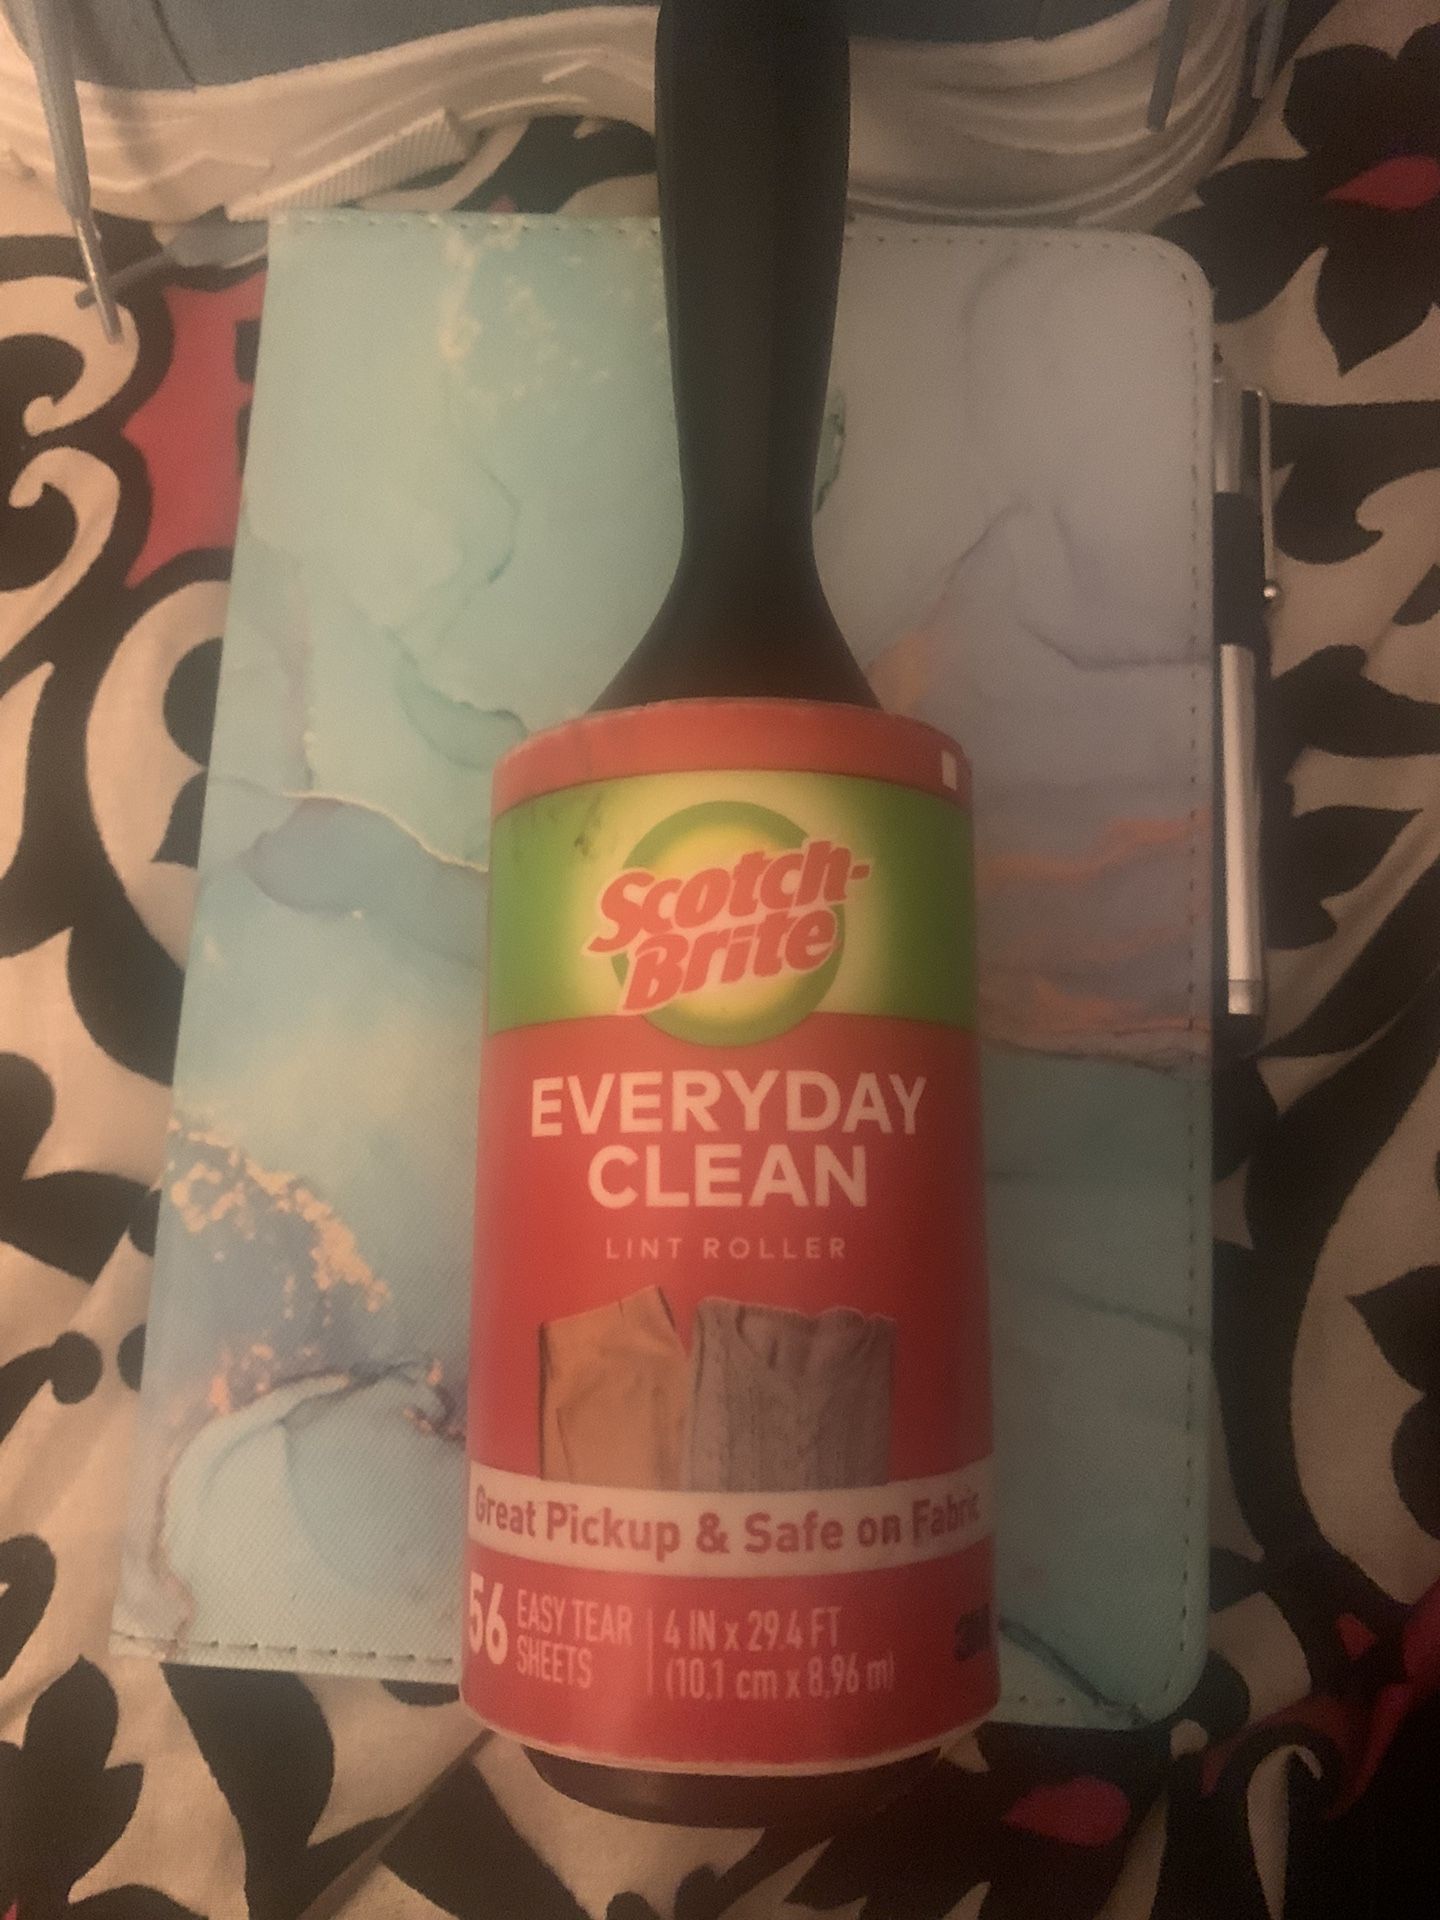 Scotch-
Brite
EVERYDAY
CLEAN
LINT ROLLER
Great Pickup & Safe on Fabric
56 EASY TEAR
SHEETS
4 IN x 29.4 FT
(10.1 cm x 8.96 m)
3M